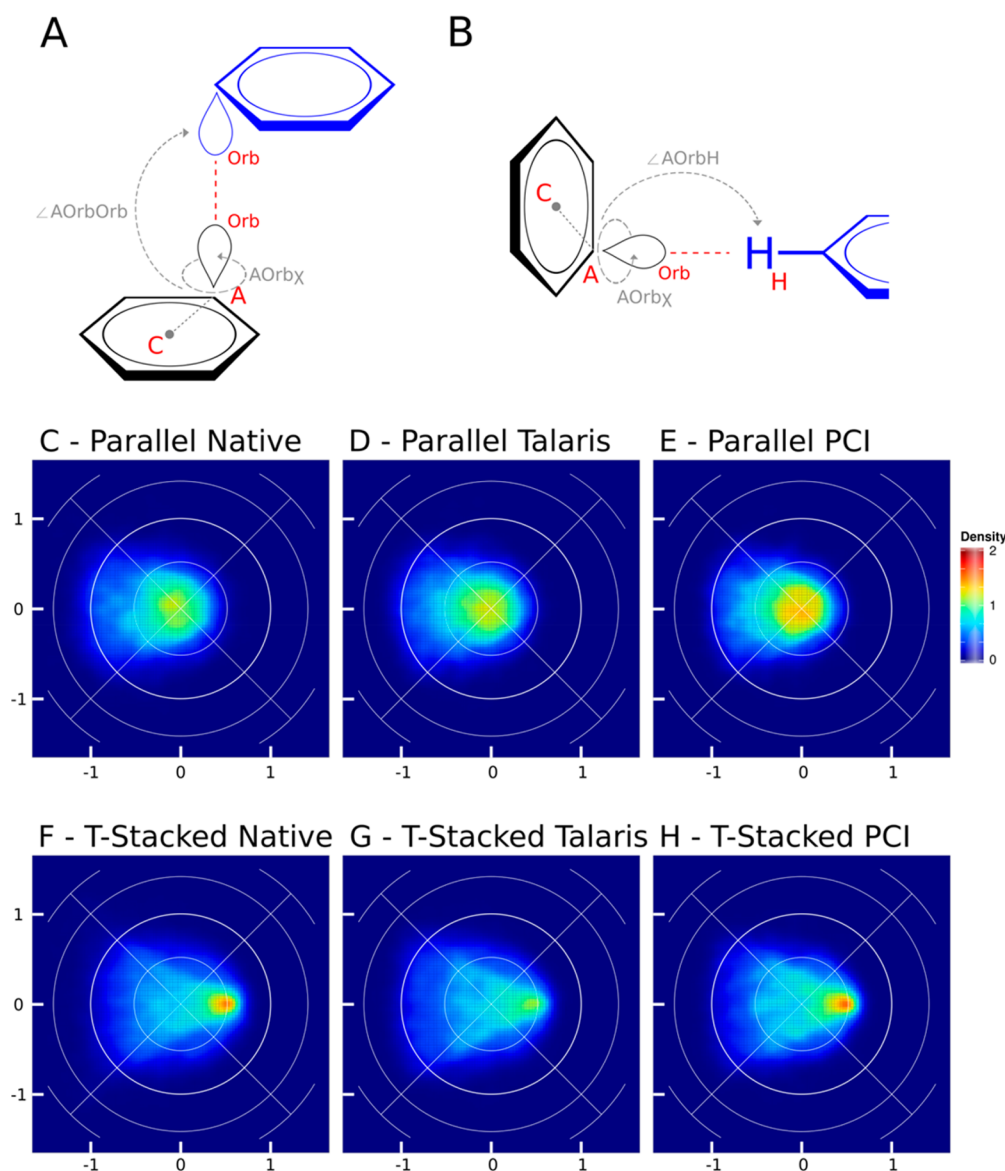 A
B
Orb
Orb
∠AOrbOrb
AOrbχ
A
C
∠AOrbH
C
A
Orb
AOrbχ
H
H
C - Parallel Native
D - Parallel Talaris
E - Parallel PCI
1
0
-1
-1 0 1
-1 0 1
-1 0 1
Density
2
1
0
F - T-Stacked Native
G - T-Stacked Talaris
H - T-Stacked PCI
1
0
-1
-1 0 1
-1 0 1
-1 0 1